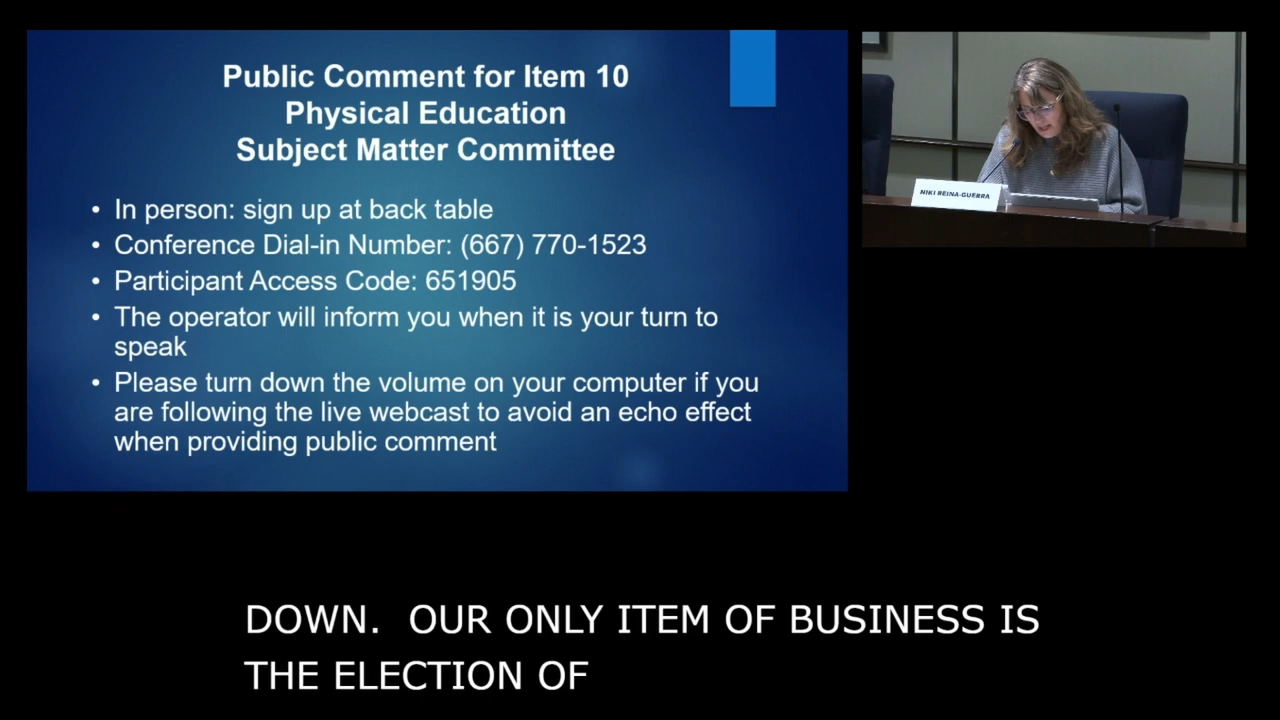 Public Comment for Item 10
Physical Education
Subject Matter Committee
• In person: sign up at back table
• Conference Dial-in Number: (667) 770-1523
• Participant Access Code: 651905
• The operator will inform you when it is your turn to
speak
• Please turn down the volume on your computer if you
are following the live webcast to avoid an echo effect
when providing public comment
NIKI REINA-GUERRA
DOWN.  OUR ONLY ITEM OF BUSINESS IS
THE ELECTION OF